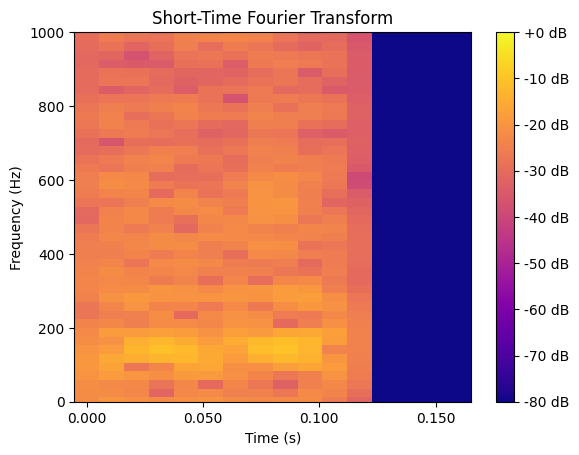 Short-Time Fourier Transform
Frequency (Hz)
1000
800
600
400
200
0
0.000
0.050
0.100
0.150
Time (s)
+0 dB
-10 dB
-20 dB
-30 dB
-40 dB
-50 dB
-60 dB
-70 dB
-80 dB